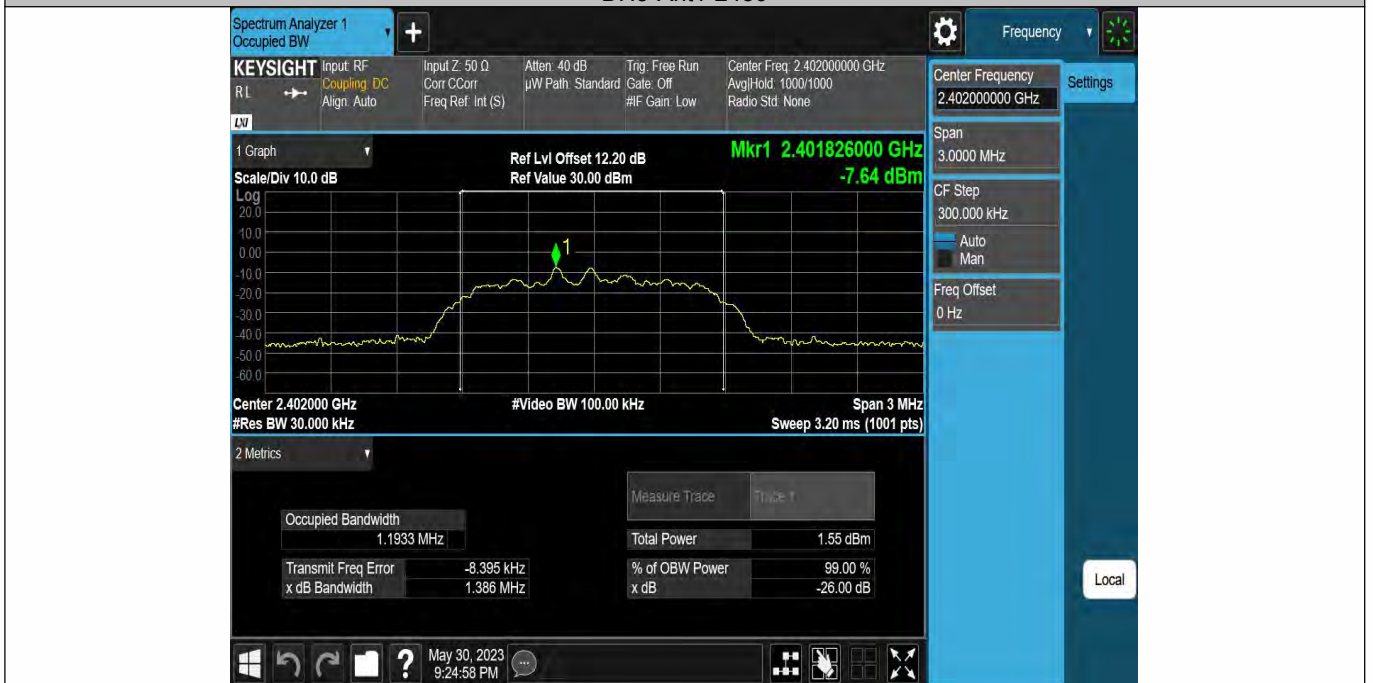 Spectrum Analyzer 1
Occupied BW
Frequency
KEYSIGHT
RL
LXI
Input: RF
Coupling: DC
Align: Auto
Input Z: 50 Ω
Corr CCorr
Freq Ref: Int (S)
Atten: 40 dB
µW Path: Standard
Trig: Free Run
Gate: Off
#IF Gain: Low
Center Freq: 2.402000000 GHz
Avg|Hold: 1000/1000
Radio Std: None
Center Frequency
2.402000000 GHz
Settings
Span
3.0000 MHz
CF Step
300.000 kHz
Auto
Man
Freq Offset
0 Hz
Local
1 Graph
Scale/Div 10.0 dB
Ref Lvl Offset 12.20 dB
Ref Value 30.00 dBm
Mkr1 2.401826000 GHz
-7.64 dBm
Log
20.0
10.0
0.00
-10.0
-20.0
-30.0
-40.0
-50.0
-60.0
1
Center 2.402000 GHz
#Video BW 100.00 kHz
Span 3 MHz
#Res BW 30.000 kHz
Sweep 3.20 ms (1001 pts)
2 Metrics
Measure Trace
Trace 1
Occupied Bandwidth
1.1933 MHz
Total Power
1.55 dBm
Transmit Freq Error
-8.395 kHz
% of OBW Power
99.00 %
x dB Bandwidth
1.386 MHz
x dB
-26.00 dB
May 30, 2023
9:24:58 PM